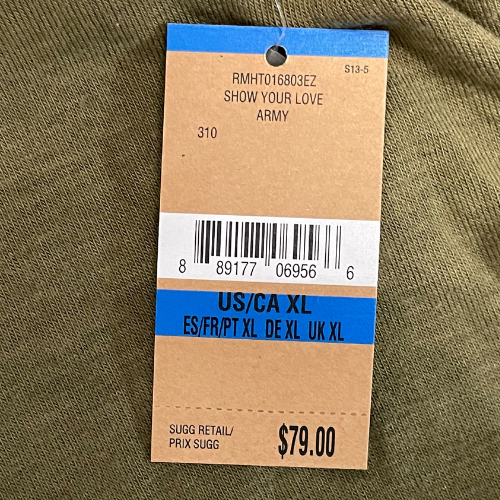 S13-5
RMHT016803EZ
SHOW YOUR LOVE
ARMY
310
8 89177 06956 6
US/CA XL
ES/FR/PT XL DE XL UK XL
SUGG RETAIL/
PRIX SUGG
$79.00